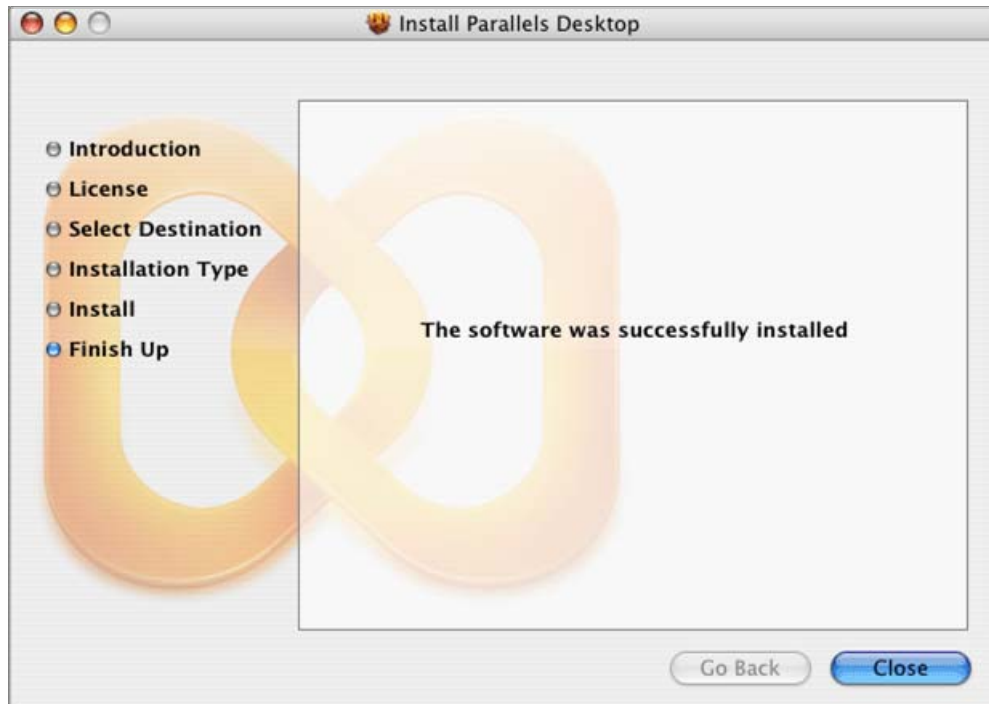 Install Parallels Desktop
Introduction
License
Select Destination
Installation Type
Install
Finish Up
The software was successfully installed
Go Back
Close